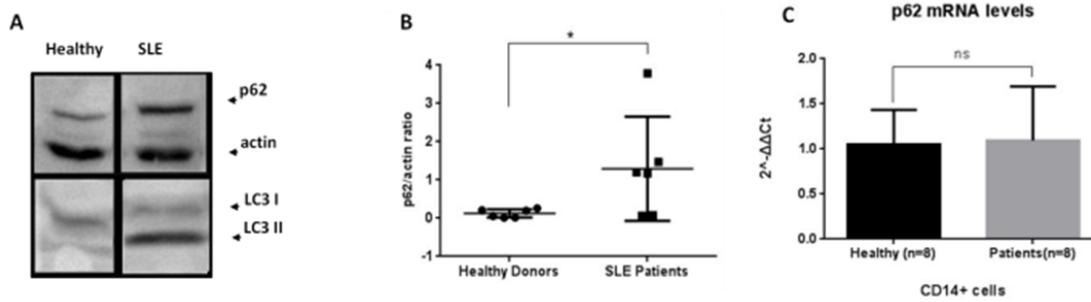 A
Healthy SLE
p62
actin
LC3 I
LC3 II
B
*
p62/actin ratio
4
3
2
1
0
-1
Healthy Donors SLE Patients
C
p62 mRNA levels
ns
2^-ΔΔCt
2.0
1.5
1.0
0.5
0.0
Healthy (n=8) Patients(n=8)
CD14+ cells